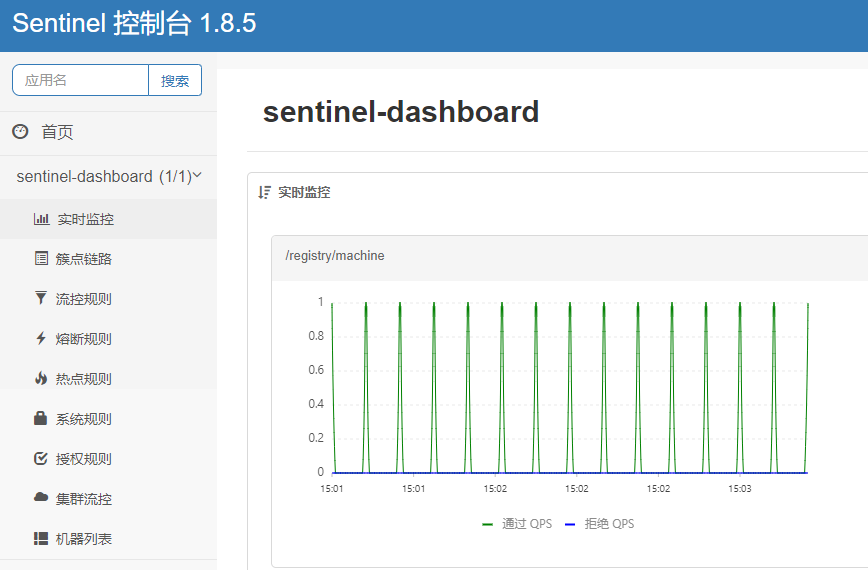 Sentinel 控制台 1.8.5
应用名 搜索
首页
sentinel-dashboard (1/1)
实时监控
簇点链路
流控规则
熔断规则
热点规则
系统规则
授权规则
集群流控
机器列表
sentinel-dashboard
实时监控
/registry/machine
1
0.8
0.6
0.4
0.2
0
15:01 15:01 15:02 15:02 15:02 15:03
通过 QPS 拒绝 QPS